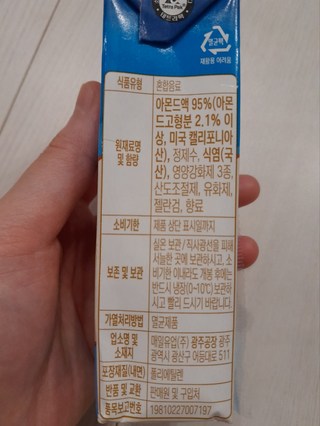 Tetra Pak
테트라팩
멸균팩
재활용 어려움
식품유형 혼합음료
원재료명 및 함량
아몬드액 95%(아몬
드고형분 2.1% 이
상, 미국 캘리포니아
산), 정제수, 식염(국
산), 영양강화제 3종,
산도조절제, 유화제,
젤란검, 향료
소비기한 제품 상단 표시일까지
보존 및 보관
실온 보관 / 직사광선을 피해
서늘한 곳에 보관하시고, 소
비기한 이내라도 개봉 후에는
반드시 냉장(0~10℃) 보관하
시고 빨리 드시기 바랍니다.
가열처리방법 멸균제품
업소명 및 소재지
매일유업(주) 광주공장 광주
광역시 광산구 어등대로 511
포장재질(내면) 폴리에틸렌
반품 및 교환 판매원 및 구입처
품목보고번호 19810227007197